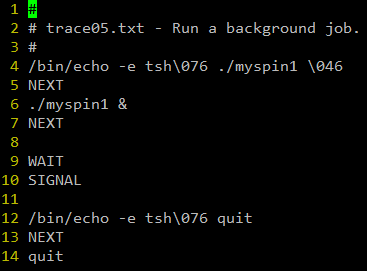 1 #
2 # trace05.txt - Run a background job.
3 #
4 /bin/echo -e tsh\076 ./myspin1 \046
5 NEXT
6 ./myspin1 &
7 NEXT
8
9 WAIT
10 SIGNAL
11
12 /bin/echo -e tsh\076 quit
13 NEXT
14 quit